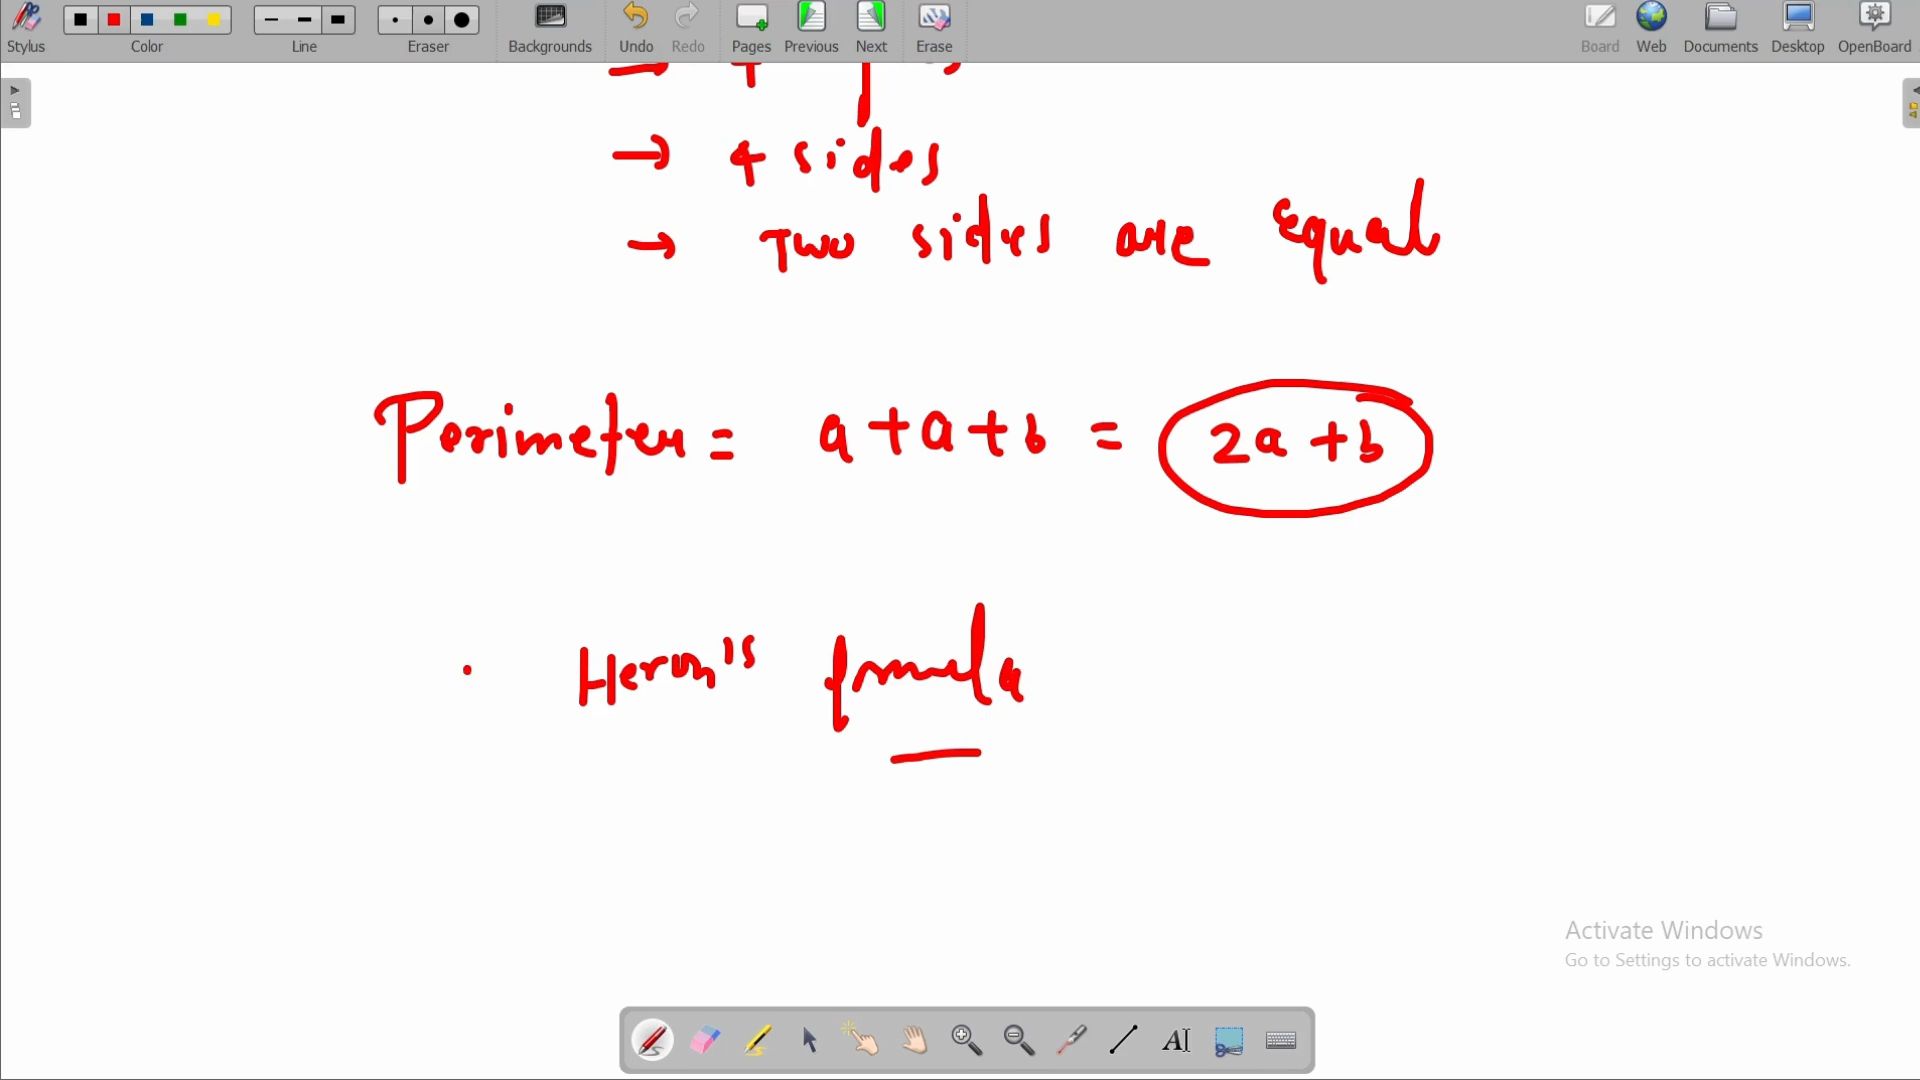 Stylus Color Line Eraser Backgrounds Undo Redo Pages Previous Next Erase Board Web Documents Desktop OpenBoard
→ 4 sides
→ Two sides are equal
Perimeter = a+a+b = 2a+b
Heron's formula
Activate Windows
Go to Settings to activate Windows.